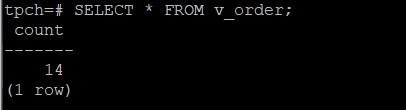 tpch=# SELECT * FROM v_order;
 count
-------
    14
(1 row)